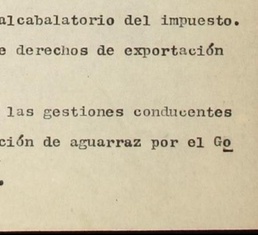 alcabalatorio del impuesto.
e derechos de exportación
las gestiones conducentes
ción de aguarraz por el Go
.